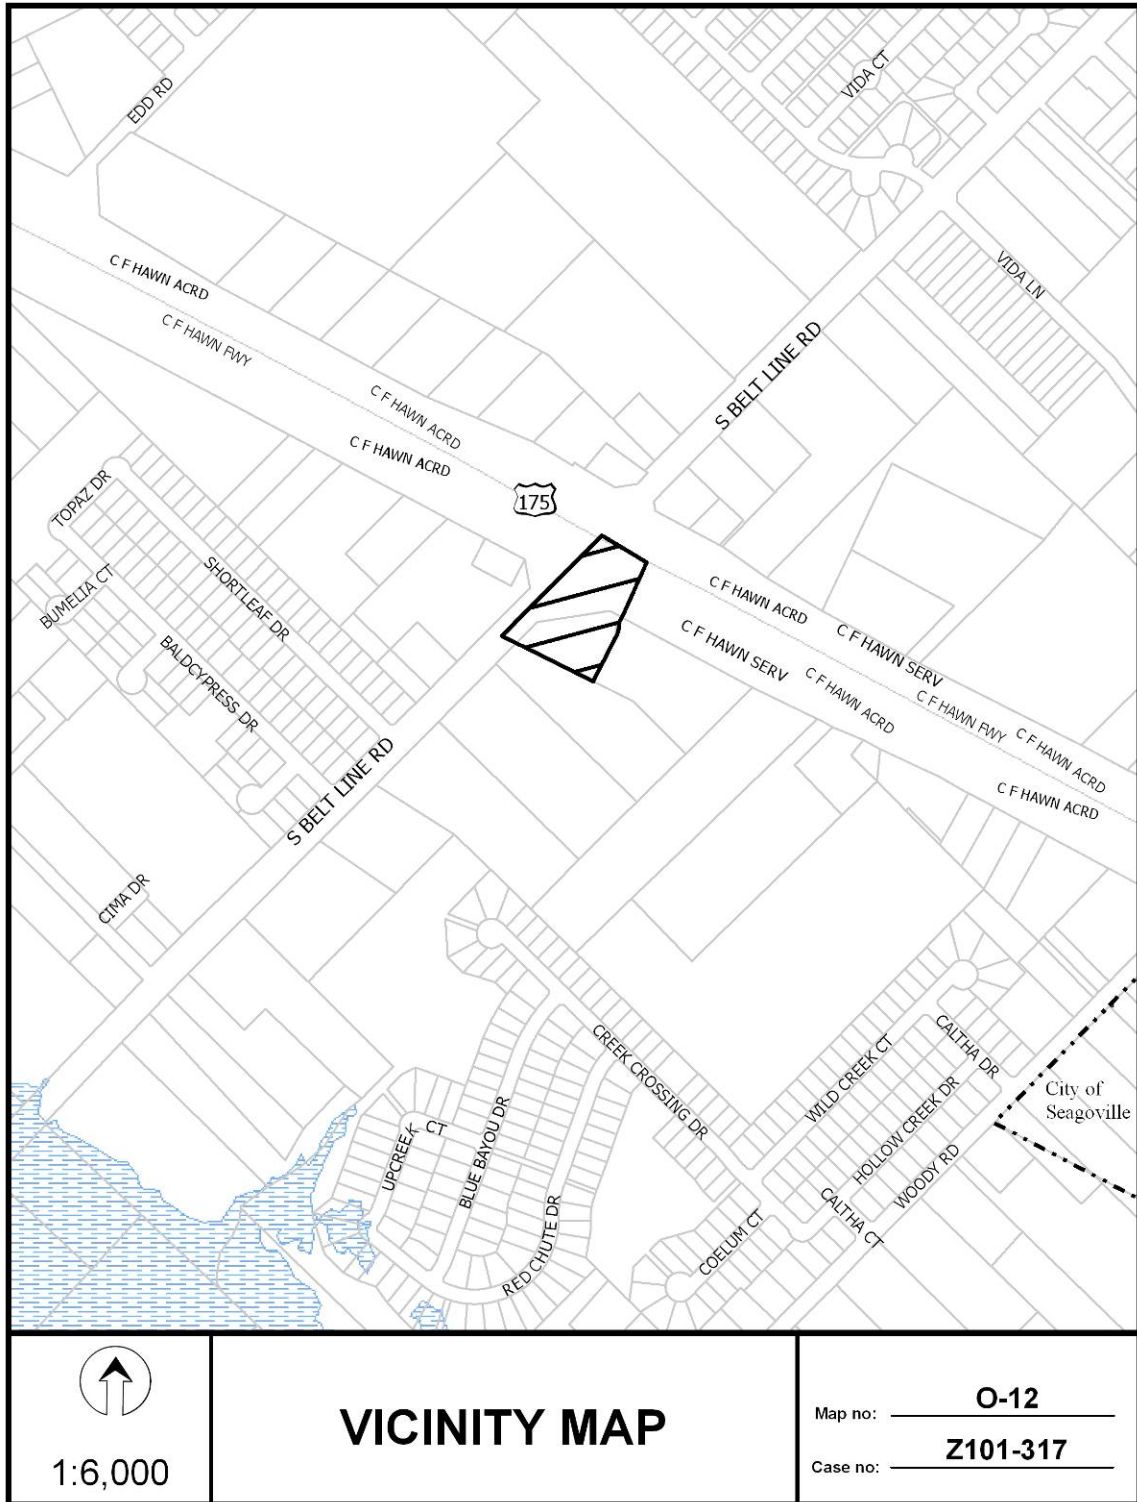 EDD RD
VIDA CT
VIDA LN
C F HAWN ACRD
C F HAWN FWY
C F HAWN ACRD
C F HAWN ACRD
S BELT LINE RD
175
TOPAZ DR
SHORTLEAF DR
BUMELIA CT
BALDCYPRESS DR
C F HAWN ACRD
C F HAWN SERV
C F HAWN SERV
C F HAWN ACRD
C F HAWN FWY
C F HAWN ACRD
C F HAWN ACRD
S BELT LINE RD
CIMA DR
CREEK CROSSING DR
WILD CREEK CT
CALTHA DR
HOLLOW CREEK DR
WOODY RD
CALTHA CT
COELUM CT
UPCREEK CT
BLUE BAYOU DR
RED CHUTE DR
City of
Seagoville
1:6,000
VICINITY MAP
Map no: O-12
Case no: Z101-317